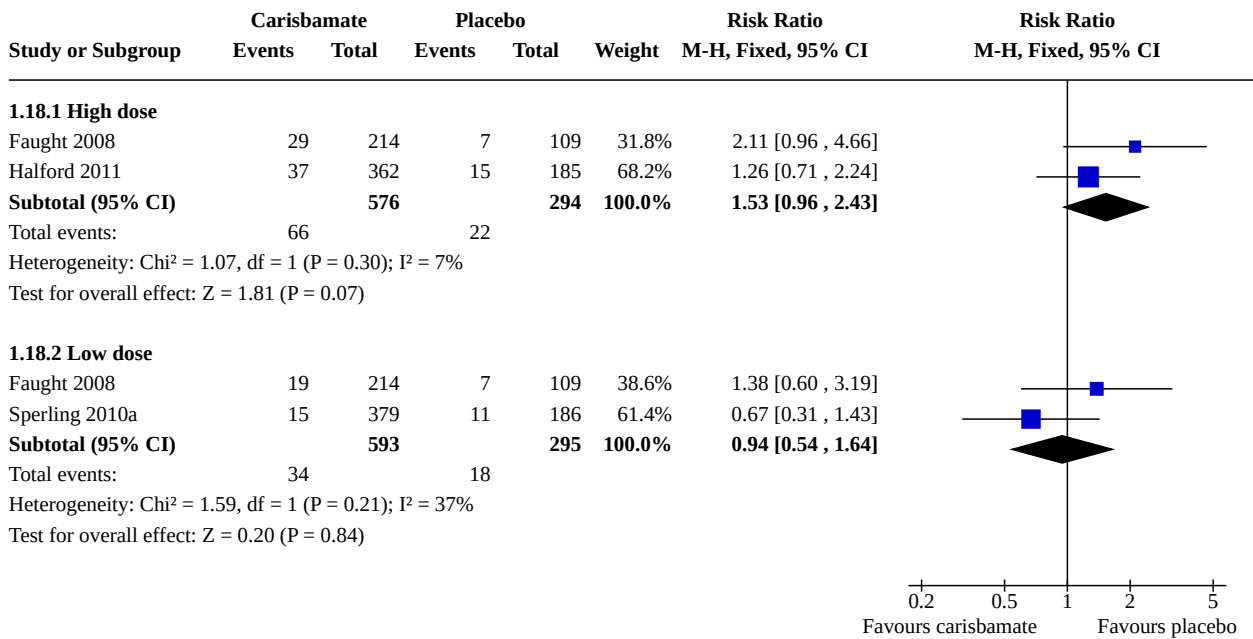 Carisbamate Placebo Risk Ratio Risk Ratio
Study or Subgroup Events Total Events Total Weight M-H, Fixed, 95% CI M-H, Fixed, 95% CI
1.18.1 High dose
Faught 2008 29 214 7 109 31.8% 2.11 [0.96 , 4.66]
Halford 2011 37 362 15 185 68.2% 1.26 [0.71 , 2.24]
Subtotal (95% CI) 576 294 100.0% 1.53 [0.96 , 2.43]
Total events: 66 22
Heterogeneity: Chi² = 1.07, df = 1 (P = 0.30); I² = 7%
Test for overall effect: Z = 1.81 (P = 0.07)
1.18.2 Low dose
Faught 2008 19 214 7 109 38.6% 1.38 [0.60 , 3.19]
Sperling 2010a 15 379 11 186 61.4% 0.67 [0.31 , 1.43]
Subtotal (95% CI) 593 295 100.0% 0.94 [0.54 , 1.64]
Total events: 34 18
Heterogeneity: Chi² = 1.59, df = 1 (P = 0.21); I² = 37%
Test for overall effect: Z = 0.20 (P = 0.84)
0.2 0.5 1 2 5
Favours carisbamate Favours placebo